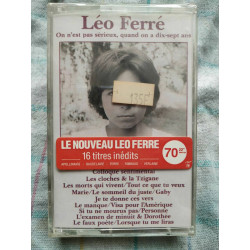 Léo Ferré
On n'est pas sérieux, quand on a dix-sept ans
LE NOUVEAU LEO FERRE
16 titres inédits
70
APOLLINAIRE
Colloque sentimental
Les cloches & la Tzigane
Les morts qui vivent/Tout ce que tu veux
Marie/Le sommeil du juste/Gaby
Je te donne ces vers
Le manque/Visa pour l'Amérique
Si tu ne mourus pas/Personne
L'examen de minuit & Dorothée
Le faux poète/Lorsque tu me liras